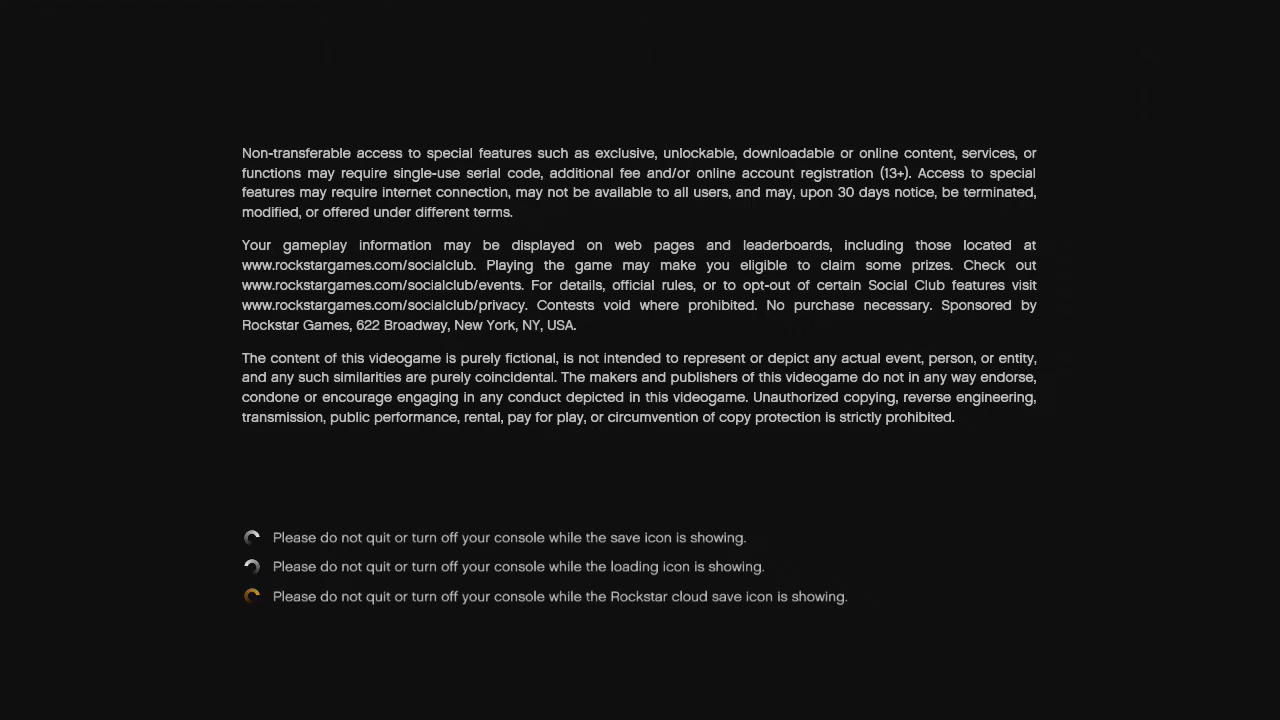 Non-transferable access to special features such as exclusive, unlockable, downloadable or online content, services, or
functions may require single-use serial code, additional fee and/or online account registration (13+). Access to special
features may require internet connection, may not be available to all users, and may, upon 30 days notice, be terminated,
modified, or offered under different terms.
Your gameplay information may be displayed on web pages and leaderboards, including those located at
www.rockstargames.com/socialclub. Playing the game may make you eligible to claim some prizes. Check out
www.rockstargames.com/socialclub/events. For details, official rules, or to opt-out of certain Social Club features visit
www.rockstargames.com/socialclub/privacy. Contests void where prohibited. No purchase necessary. Sponsored by
Rockstar Games, 622 Broadway, New York, NY, USA.
The content of this videogame is purely fictional, is not intended to represent or depict any actual event, person, or entity,
and any such similarities are purely coincidental. The makers and publishers of this videogame do not in any way endorse,
condone or encourage engaging in any conduct depicted in this videogame. Unauthorized copying, reverse engineering,
transmission, public performance, rental, pay for play, or circumvention of copy protection is strictly prohibited.
Please do not quit or turn off your console while the save icon is showing.
Please do not quit or turn off your console while the loading icon is showing.
Please do not quit or turn off your console while the Rockstar cloud save icon is showing.